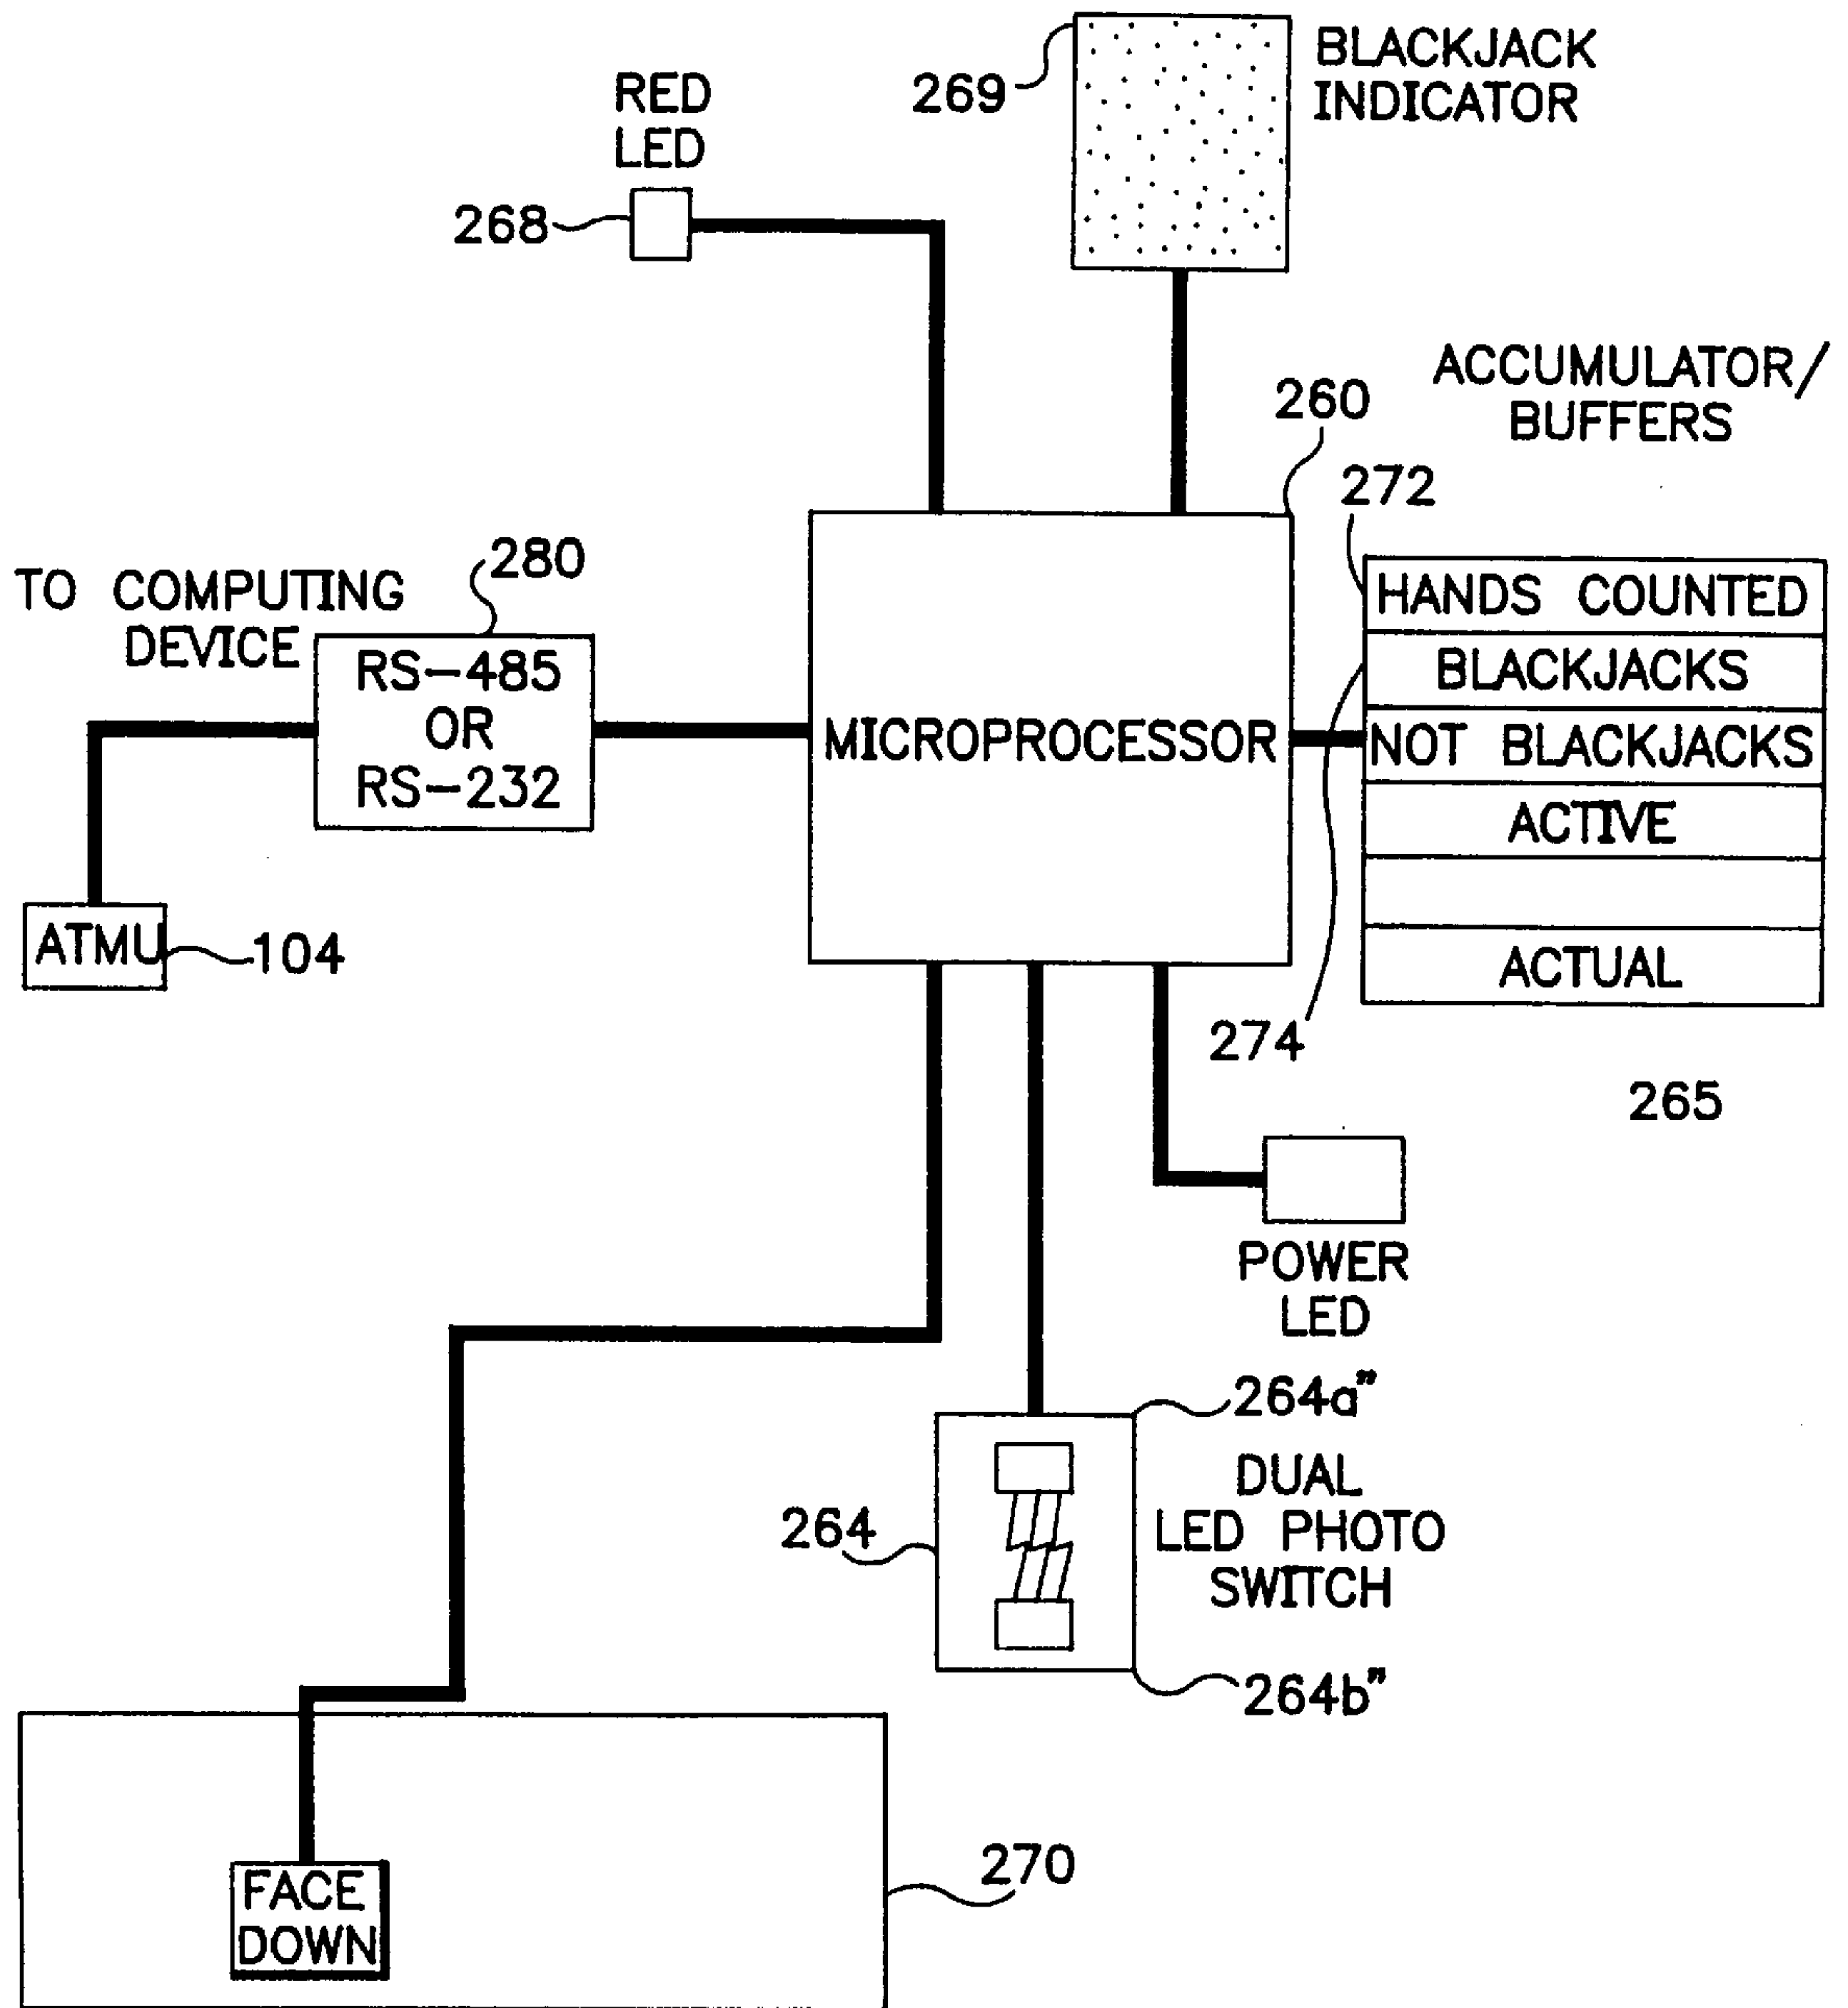 BLACKJACK
INDICATOR
269
RED
LED
268
ACCUMULATOR/
BUFFERS
260
272
280
TO COMPUTING
DEVICE
RS-485
OR
RS-232
MICROPROCESSOR
HANDS COUNTED
BLACKJACKS
NOT BLACKJACKS
ACTIVE
ACTUAL
ATMU
104
274
265
POWER
LED
264a"
DUAL
LED PHOTO
SWITCH
264
264b"
270
FACE
DOWN